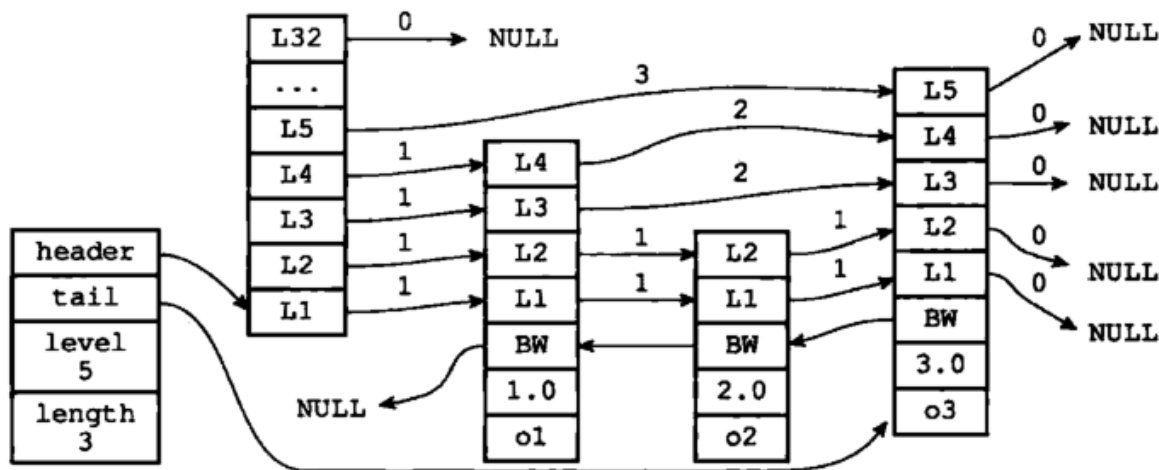 header
tail
level
5
length
3
L32
...
L5
L4
L3
L2
L1
0
NULL
3
1
1
1
1
L4
L3
L2
L1
BW
1.0
o1
NULL
2
2
1
1
L2
L1
BW
2.0
o2
1
1
L5
L4
L3
L2
L1
BW
3.0
o3
0
NULL
0
NULL
0
NULL
0
NULL
0
NULL